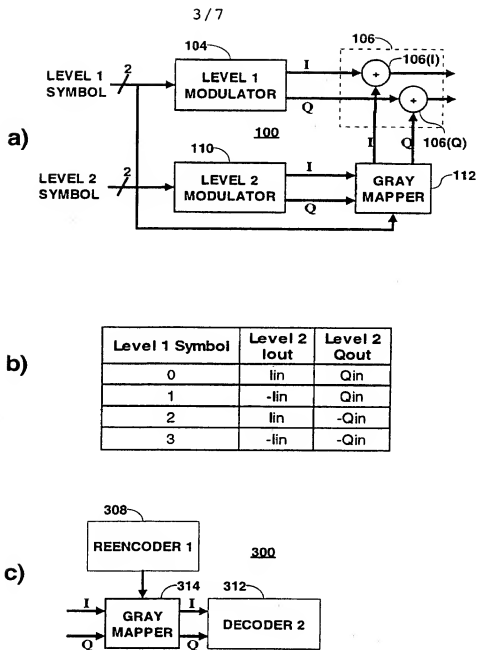 3/7
a)
LEVEL 1
SYMBOL
2
104
LEVEL 1
MODULATOR
I
Q
106
106(I)
+
+
106(Q)
100
LEVEL 2
SYMBOL
2
110
LEVEL 2
MODULATOR
I
Q
I
Q
GRAY
MAPPER
112
b)
Level 1 Symbol Level 2 Iout Level 2 Qout
0 Iin Qin
1 -Iin Qin
2 Iin -Qin
3 -Iin -Qin
c)
308
REENCODER 1
300
I
Q
314
GRAY
MAPPER
I
Q
312
DECODER 2